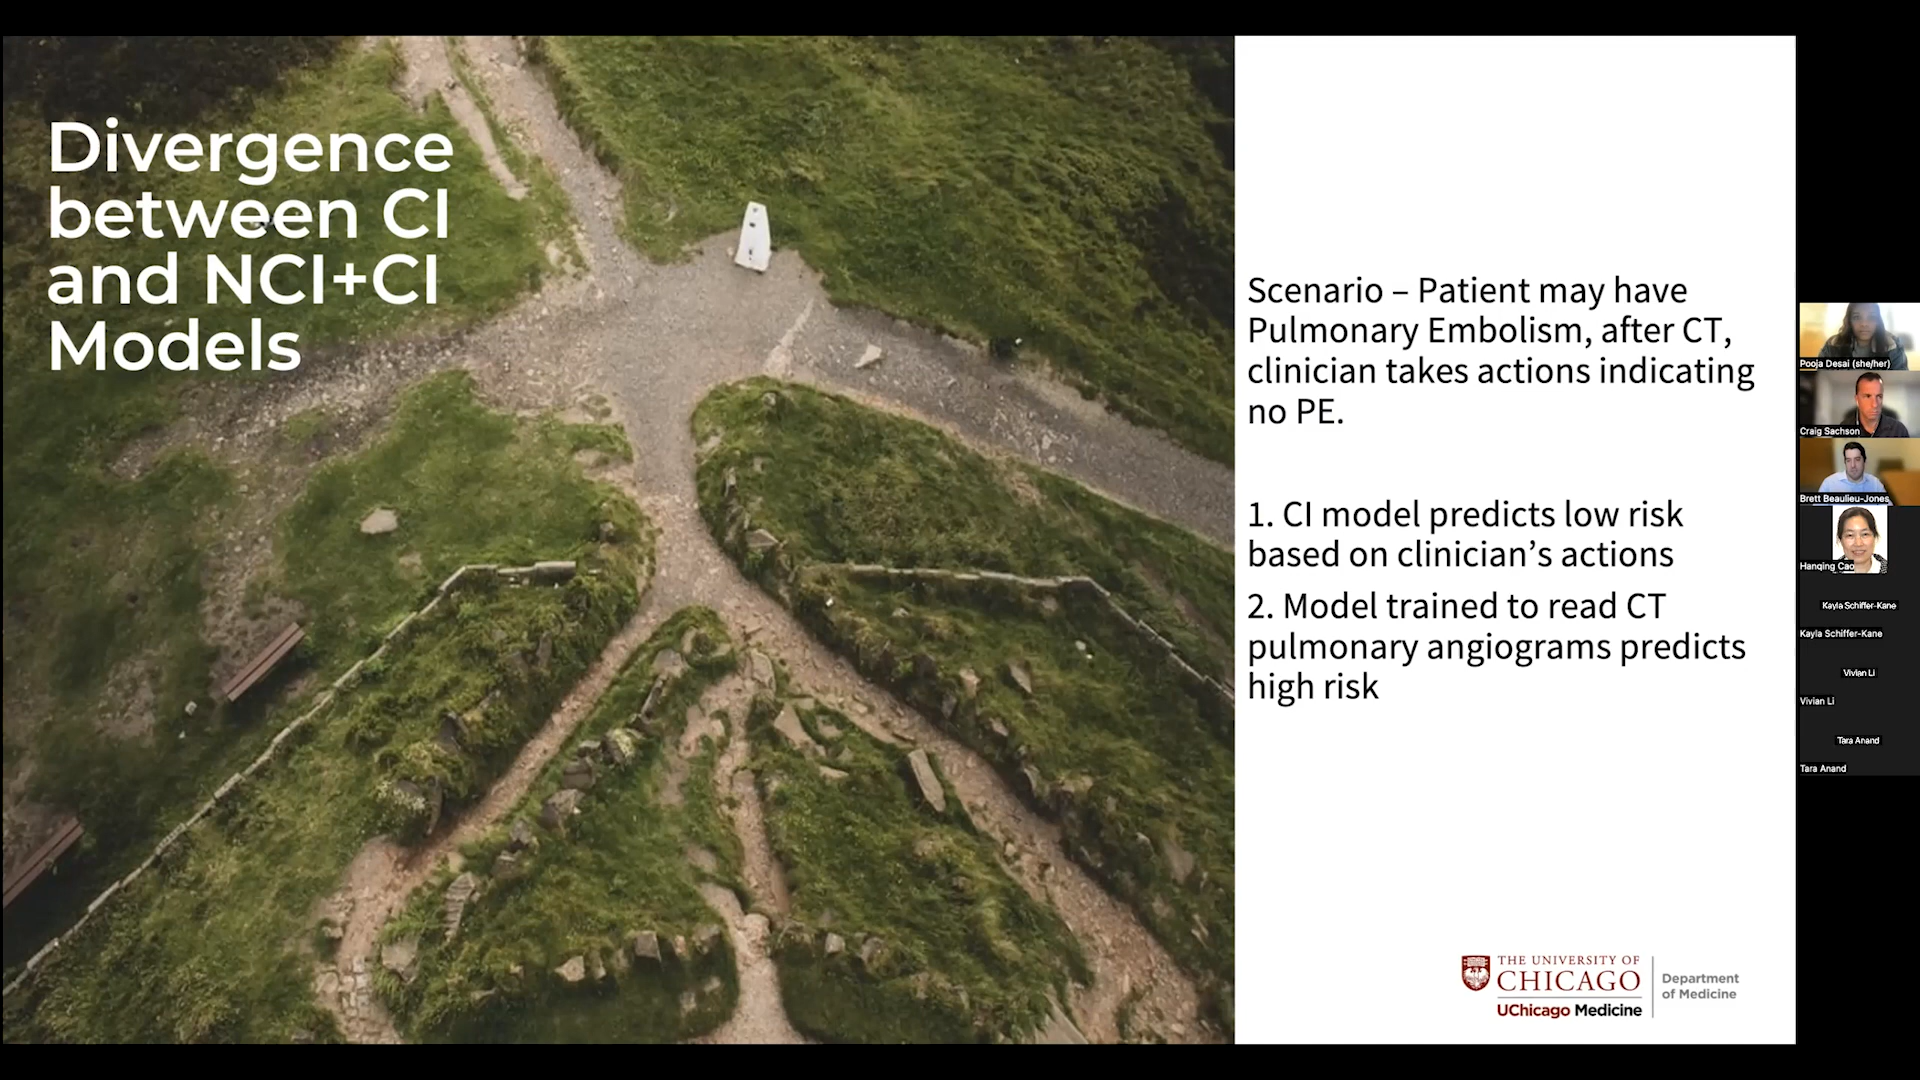 Divergence
between CI
and NCI+CI
Models
Scenario – Patient may have
Pulmonary Embolism, after CT,
clinician takes actions indicating
no PE.
1. CI model predicts low risk
based on clinician’s actions
2. Model trained to read CT
pulmonary angiograms predicts
high risk
THE UNIVERSITY OF
CHICAGO
UChicago Medicine
Department
of Medicine
Pooja Desai (she/her)
Craig Sachson
Brett Beaulieu-Jones
Hanqing Cao
Kayla Schiffer-Kane
Kayla Schiffer-Kane
Vivian Li
Vivian Li
Tara Anand
Tara Anand